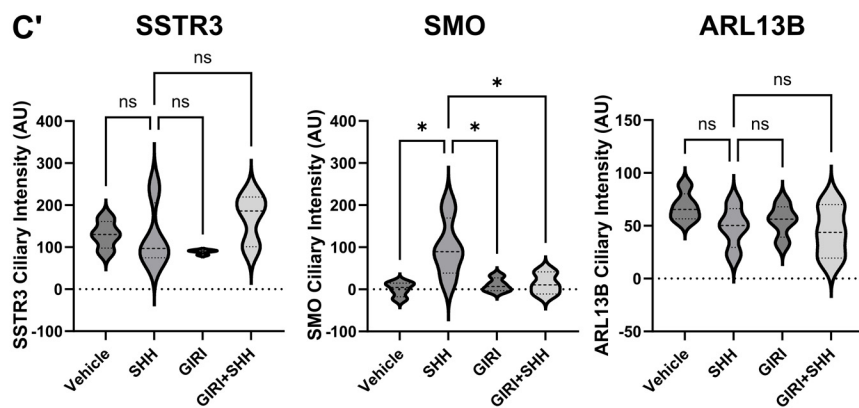 C'
SSTR3
SMO
ARL13B
SSTR3 Ciliary Intensity (AU)
400
300
200
100
0
-100
ns
ns
ns
Vehicle
SHH
GIRI
GIRI+SHH
SMO Ciliary Intensity (AU)
400
300
200
100
0
-100
*
*
*
Vehicle
SHH
GIRI
GIRI+SHH
ARL13B Ciliary Intensity (AU)
150
100
50
0
-50
ns
ns
ns
Vehicle
SHH
GIRI
GIRI+SHH